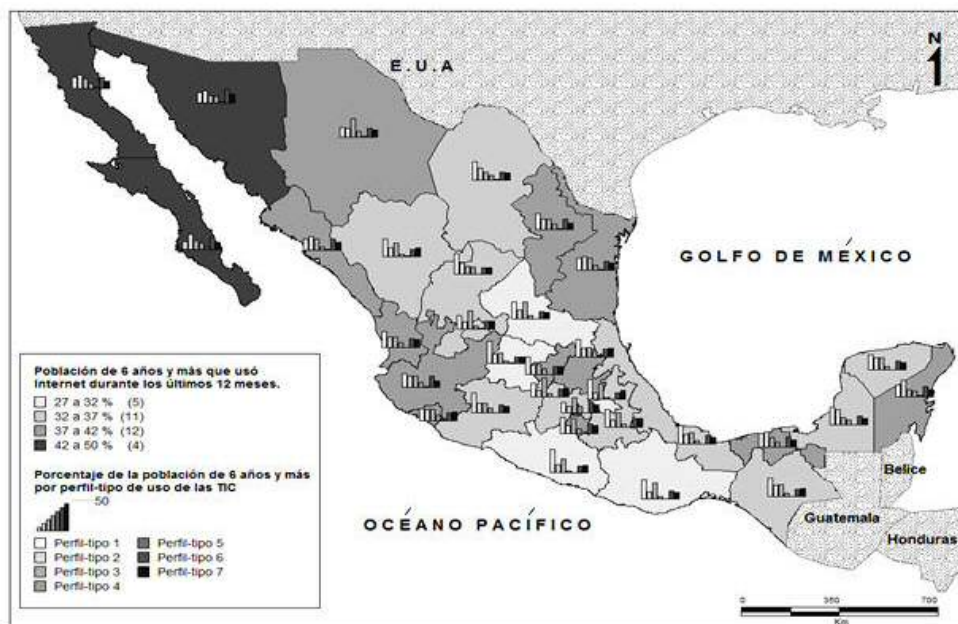 N
E.U.A
GOLFO DE MÉXICO
Población de 6 años y más que usó
Internet durante los últimos 12 meses.
27 a 32 % (5)
32 a 37 % (11)
37 a 42 % (12)
42 a 50 % (4)
Porcentaje de la población de 6 años y más
por perfil-tipo de uso de las TIC
50
Perfil-tipo 1
Perfil-tipo 2
Perfil-tipo 3
Perfil-tipo 4
Perfil-tipo 5
Perfil-tipo 6
Perfil-tipo 7
OCÉANO PACÍFICO
Belice
Guatemala
Honduras
0 350 700
Km